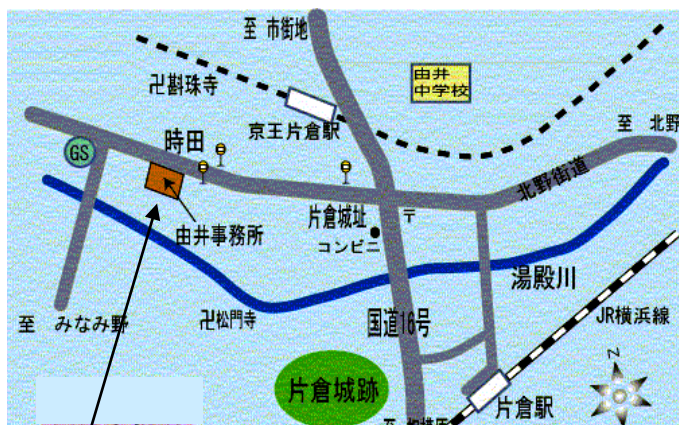 至 市街地
由井
中学校
卍斟珠寺
京王片倉駅
至 北野
時田
GS
北野街道
片倉城址
〒
由井事務所
コンビニ
湯殿川
至 みなみ野
卍松門寺
国道16号
JR横浜線
N
片倉城跡
片倉駅